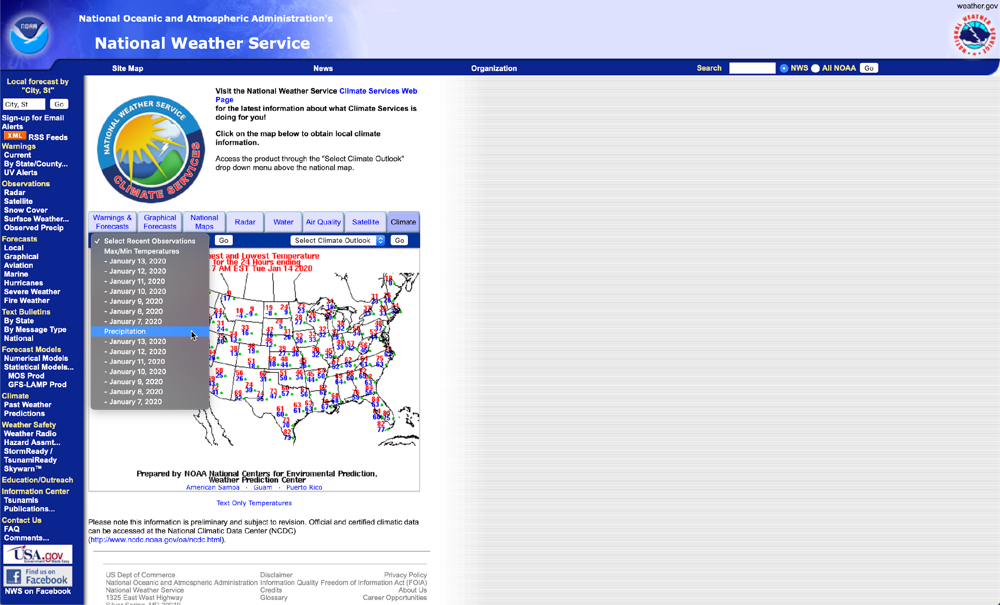 weather.gov
NOAA
National Oceanic and Atmospheric Administration's
National Weather Service
NATIONAL WEATHER SERVICE
Site Map
News
Organization
Search
NWS
All NOAA
Go
Local forecast by
"City, St"
City, St
Go
Sign-up for Email
Alerts
XML RSS Feeds
Warnings
Current
By State/County...
UV Alerts
Observations
Radar
Satellite
Snow Cover
Surface Weather...
Observed Precip
Forecasts
Local
Graphical
Aviation
Marine
Hurricanes
Severe Weather
Fire Weather
Text Bulletins
By State
By Message Type
National
Forecast Models
Numerical Models
Statistical Models...
MOS Prod
GFS-LAMP Prod
Climate
Past Weather
Predictions
Weather Safety
Weather Radio
Hazard Assmt...
StormReady /
TsunamiReady
Skywarn™
Education/Outreach
Information Center
Tsunamis
Publications...
Contact Us
FAQ
Comments...
USA.gov
Government Made Easy
Find us on
Facebook
NWS on Facebook
NATIONAL WEATHER SERVICE
CLIMATE SERVICES
Visit the National Weather Service Climate Services Web
Page
for the latest information about what Climate Services is
doing for you!
Click on the map below to obtain local climate
information.
Access the product through the "Select Climate Outlook"
drop down menu above the national map.
Warnings &
Forecasts
Graphical
Forecasts
National
Maps
Radar
Water
Air Quality
Satellite
Climate
✓ Select Recent Observations
Max/Min Temperatures
- January 13, 2020
- January 12, 2020
- January 11, 2020
- January 10, 2020
- January 9, 2020
- January 8, 2020
- January 7, 2020
Precipitation
- January 13, 2020
- January 12, 2020
- January 11, 2020
- January 10, 2020
- January 9, 2020
- January 8, 2020
- January 7, 2020
Go
Select Climate Outlook
Go
and Lowest Temperature
for the 24 Hours ending
7 AM EST Tue Jan 14 2020
Prepared by NOAA National Centers for Enviromental Prediction,
Weather Prediction Center
American Samoa · Guam · Puerto Rico
Text Only Temperatures
Please note this information is preliminary and subject to revision. Official and certified climatic data
can be accessed at the National Climatic Data Center (NCDC)
(http://www.ncdc.noaa.gov/oa/ncdc.html).
US Dept of Commerce
National Oceanic and Atmospheric Administration
National Weather Service
1325 East West Highway
Silver Spring, MD 20910
Disclaimer
Information Quality
Credits
Glossary
Privacy Policy
Freedom of Information Act (FOIA)
About Us
Career Opportunities